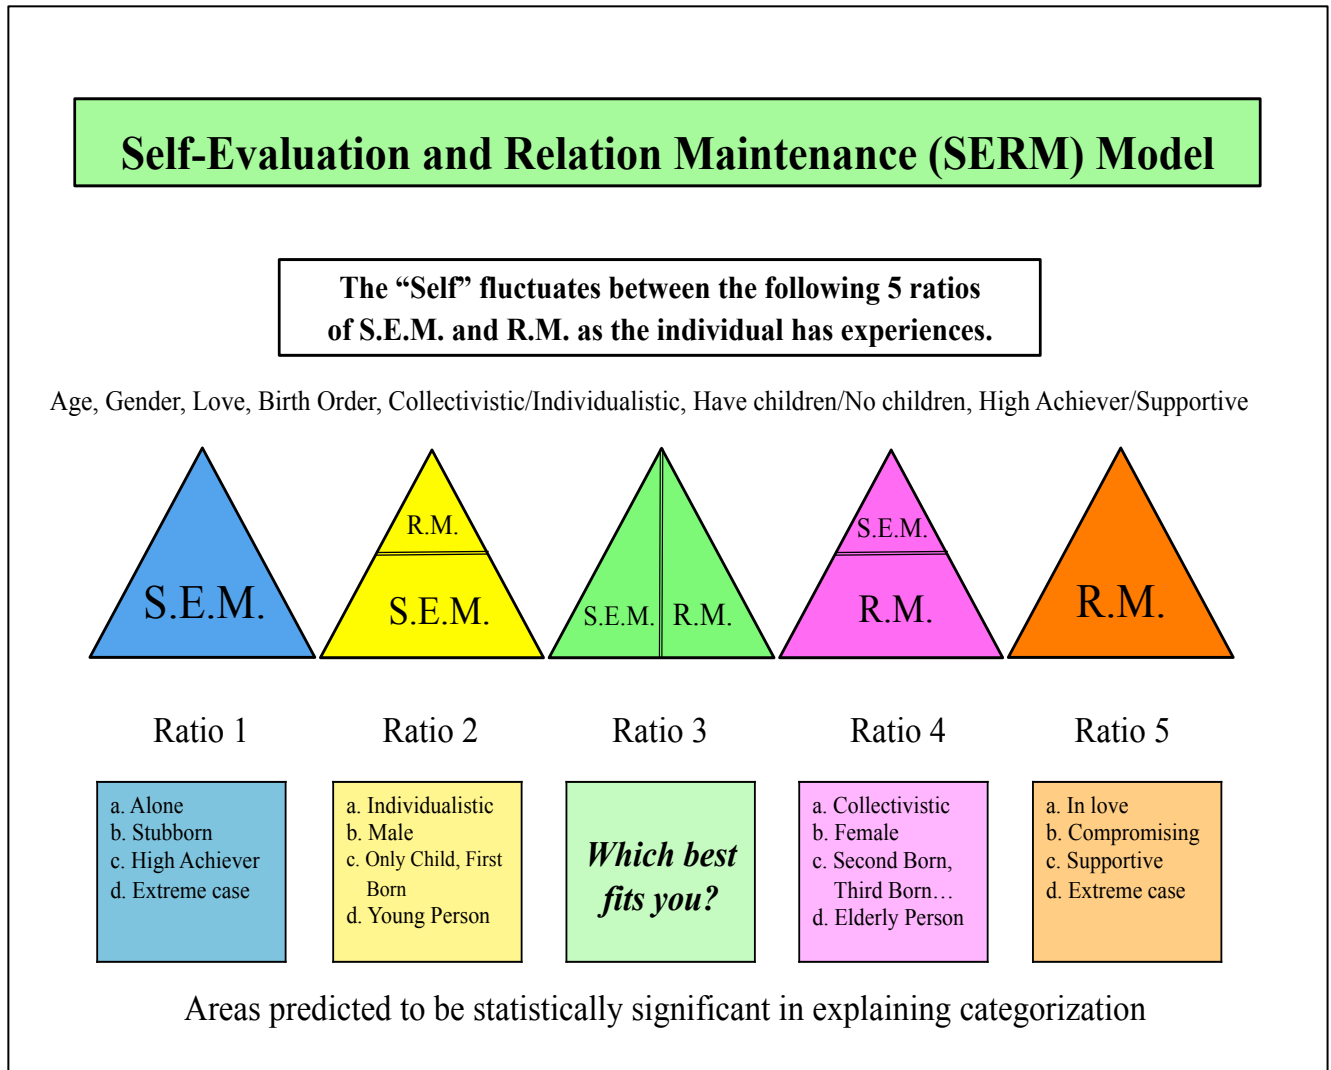 Self-Evaluation and Relation Maintenance (SERM) Model
The “Self” fluctuates between the following 5 ratios
of S.E.M. and R.M. as the individual has experiences.
Age, Gender, Love, Birth Order, Collectivistic/Individualistic, Have children/No children, High Achiever/Supportive
S.E.M.
R.M.
S.E.M.
S.E.M.
R.M.
S.E.M.
R.M.
R.M.
Ratio 1
Ratio 2
Ratio 3
Ratio 4
Ratio 5
a. Alone
b. Stubborn
c. High Achiever
d. Extreme case
a. Individualistic
b. Male
c. Only Child, First
Born
d. Young Person
Which best
fits you?
a. Collectivistic
b. Female
c. Second Born,
Third Born…
d. Elderly Person
a. In love
b. Compromising
c. Supportive
d. Extreme case
Areas predicted to be statistically significant in explaining categorization